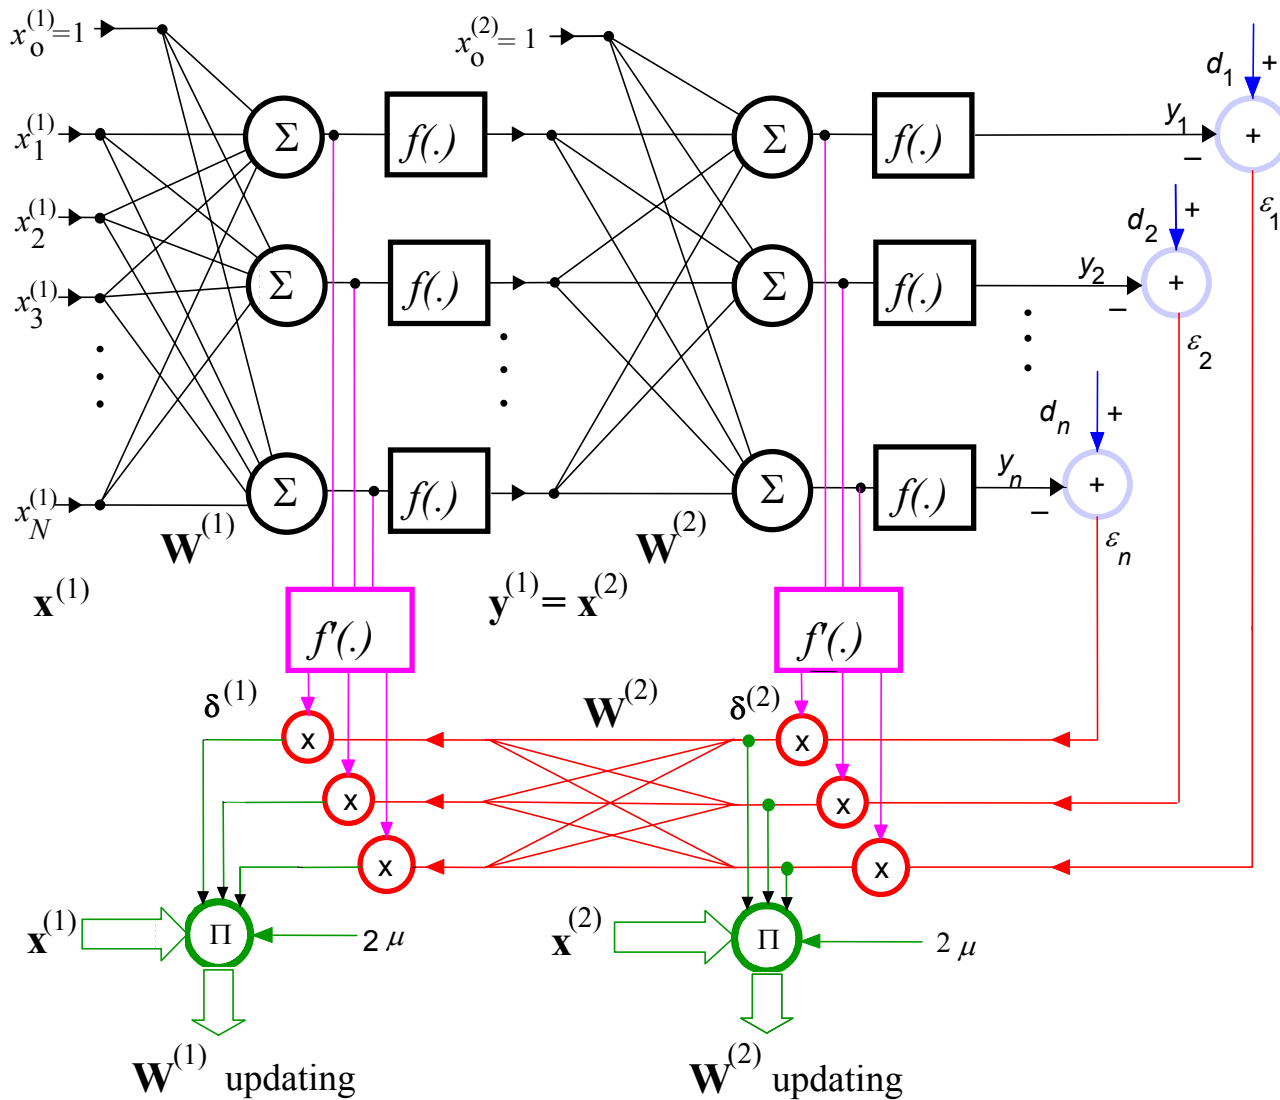 x_o^(1)=1
x_o^(2)=1
d_1 +
x_1^(1) Σ f(.) Σ f(.) y_1 − +
ε_1
x_2^(1)
d_2 +
x_3^(1) Σ f(.) Σ f(.) y_2 − +
ε_2
d_n +
x_N^(1) Σ f(.) Σ f(.) y_n − +
ε_n
W^(1) W^(2)
x^(1) y^(1) = x^(2)
f'(.) f'(.)
δ^(1) W^(2) δ^(2)
x x
x x
x x
x^(1) Π 2 μ x^(2) Π 2 μ
W^(1) updating W^(2) updating